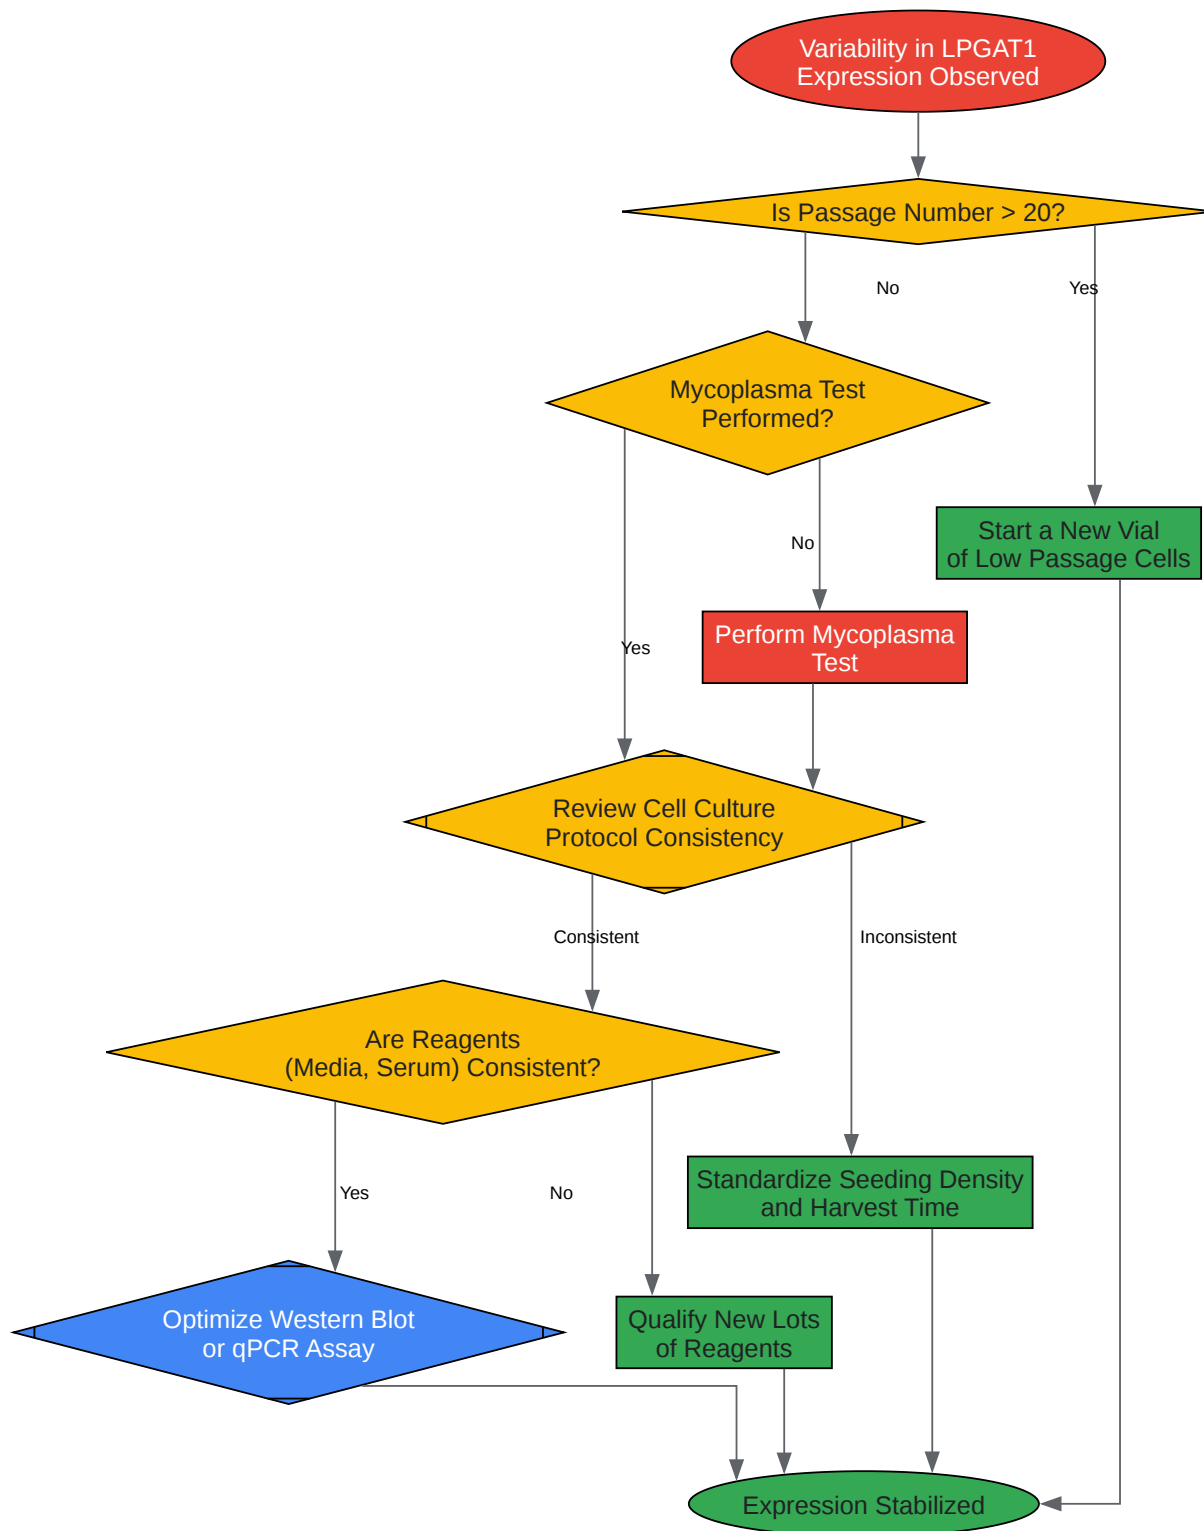 Variability in LPGAT1
Expression Observed
Is Passage Number > 20?
No
Yes
Mycoplasma Test
Performed?
Start a New Vial
of Low Passage Cells
No
Perform Mycoplasma
Test
Yes
Review Cell Culture
Protocol Consistency
Consistent
Inconsistent
Are Reagents
(Media, Serum) Consistent?
Standardize Seeding Density
and Harvest Time
Yes
No
Optimize Western Blot
or qPCR Assay
Qualify New Lots
of Reagents
Expression Stabilized